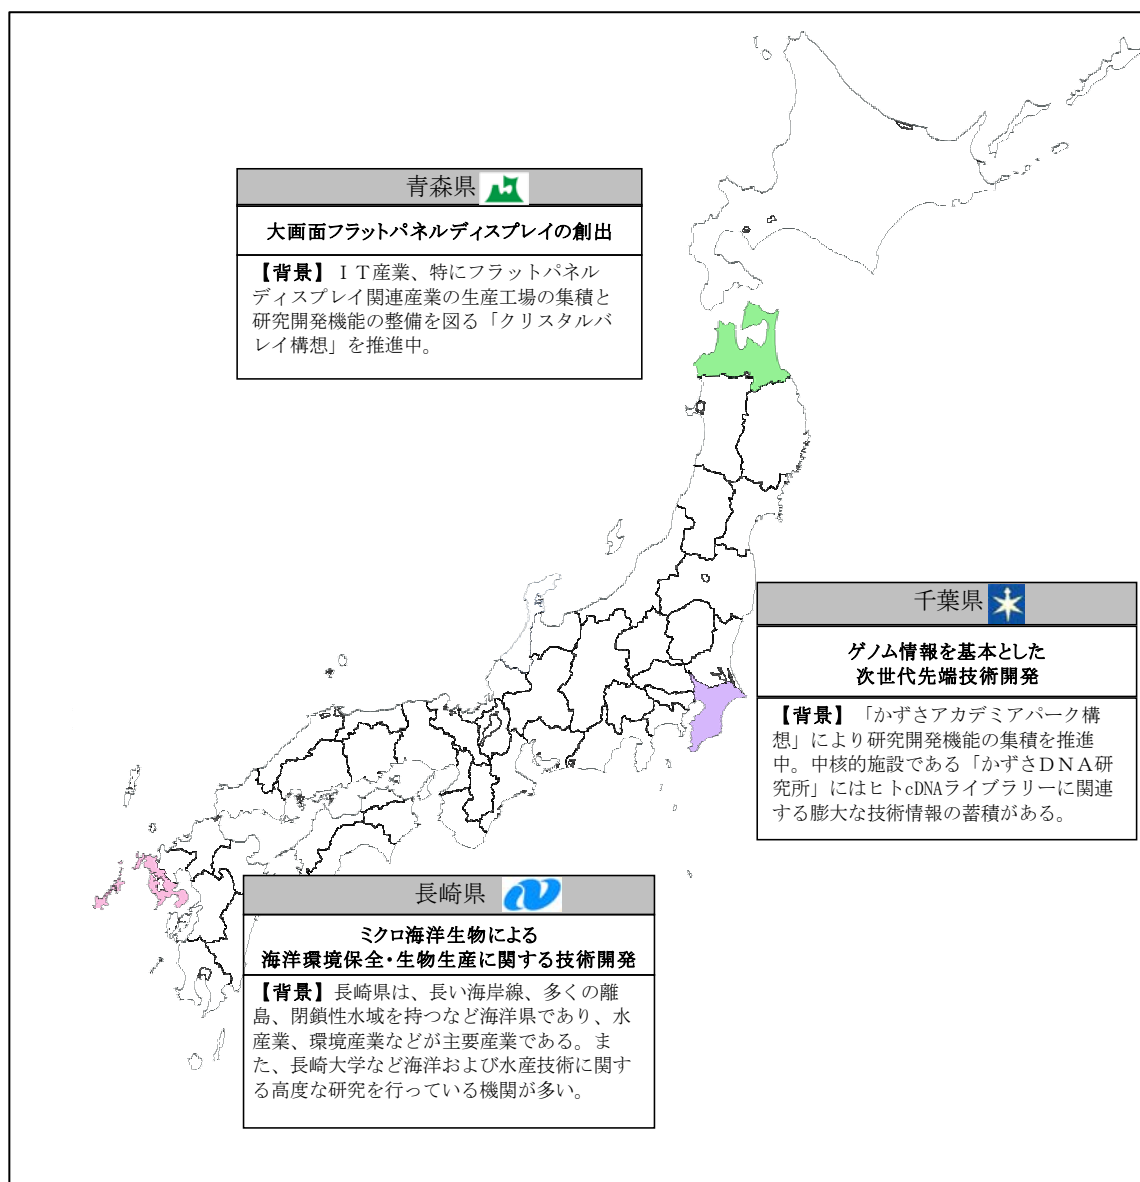 青森県
大画面フラットパネルディスプレイの創出
【背景】ＩＴ産業、特にフラットパネル
ディスプレイ関連産業の生産工場の集積と
研究開発機能の整備を図る「クリスタルバ
レイ構想」を推進中。
千葉県
ゲノム情報を基本とした
次世代先端技術開発
【背景】「かずさアカデミアパーク構
想」により研究開発機能の集積を推進
中。中核的施設である「かずさＤＮＡ研
究所」にはヒトcDNAライブラリーに関連
する膨大な技術情報の蓄積がある。
長崎県
ミクロ海洋生物による
海洋環境保全・生物生産に関する技術開発
【背景】長崎県は、長い海岸線、多くの離
島、閉鎖性水域を持つなど海洋県であり、水
産業、環境産業などが主要産業である。ま
た、長崎大学など海洋および水産技術に関す
る高度な研究を行っている機関が多い。